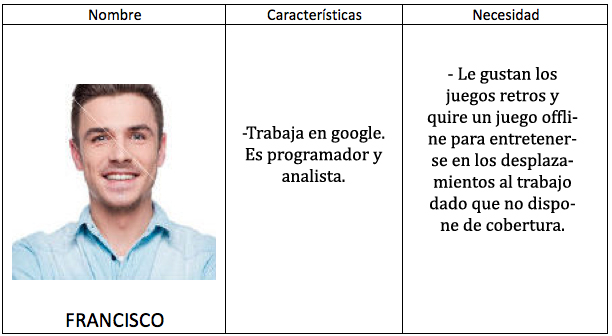 Nombre
Características
Necesidad
FRANCISCO
-Trabaja en google.
Es programador y
analista.
- Le gustan los
juegos retros y
quire un juego offli-
ne para entretener-
se en los desplaza-
mientos al trabajo
dado que no dispo-
ne de cobertura.